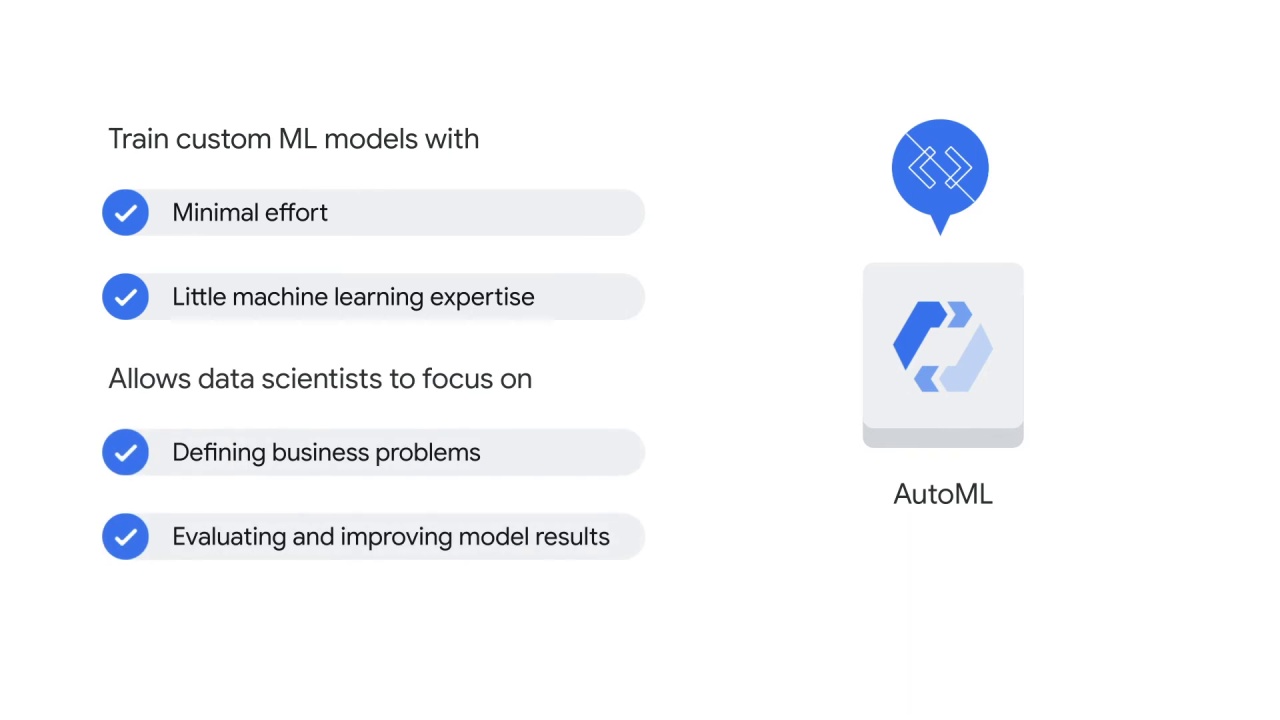 Train custom ML models with
Minimal effort
Little machine learning expertise
Allows data scientists to focus on
Defining business problems
Evaluating and improving model results
AutoML